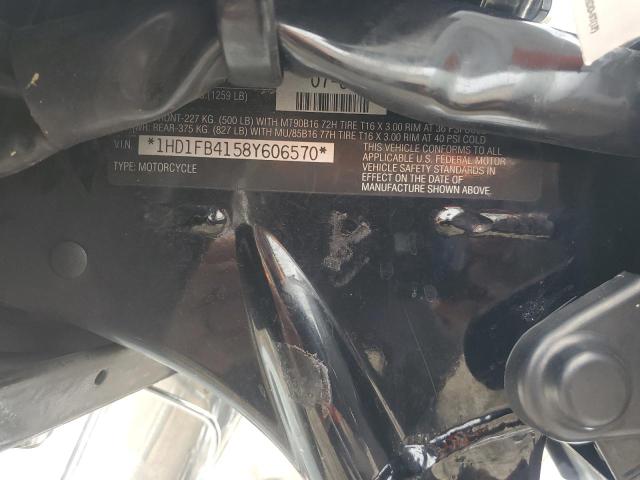 (1259 LB)
FRONT-227 KG. (500 LB) WITH MT90B16 72H TIRE T16 X 3.00 RIM AT 36 PSI COLD
REAR-375 KG. (827 LB) WITH MU/85B16 77H TIRE T16 X 3.00 RIM AT 40 PSI COLD
V.I.N *1HD1FB4158Y606570*
TYPE: MOTORCYCLE
THIS VEHICLE CONFORMS TO ALL
APPLICABLE U.S. FEDERAL MOTOR
VEHICLE SAFETY STANDARDS IN
EFFECT ON THE DATE OF
MANUFACTURE SHOWN ABOVE.